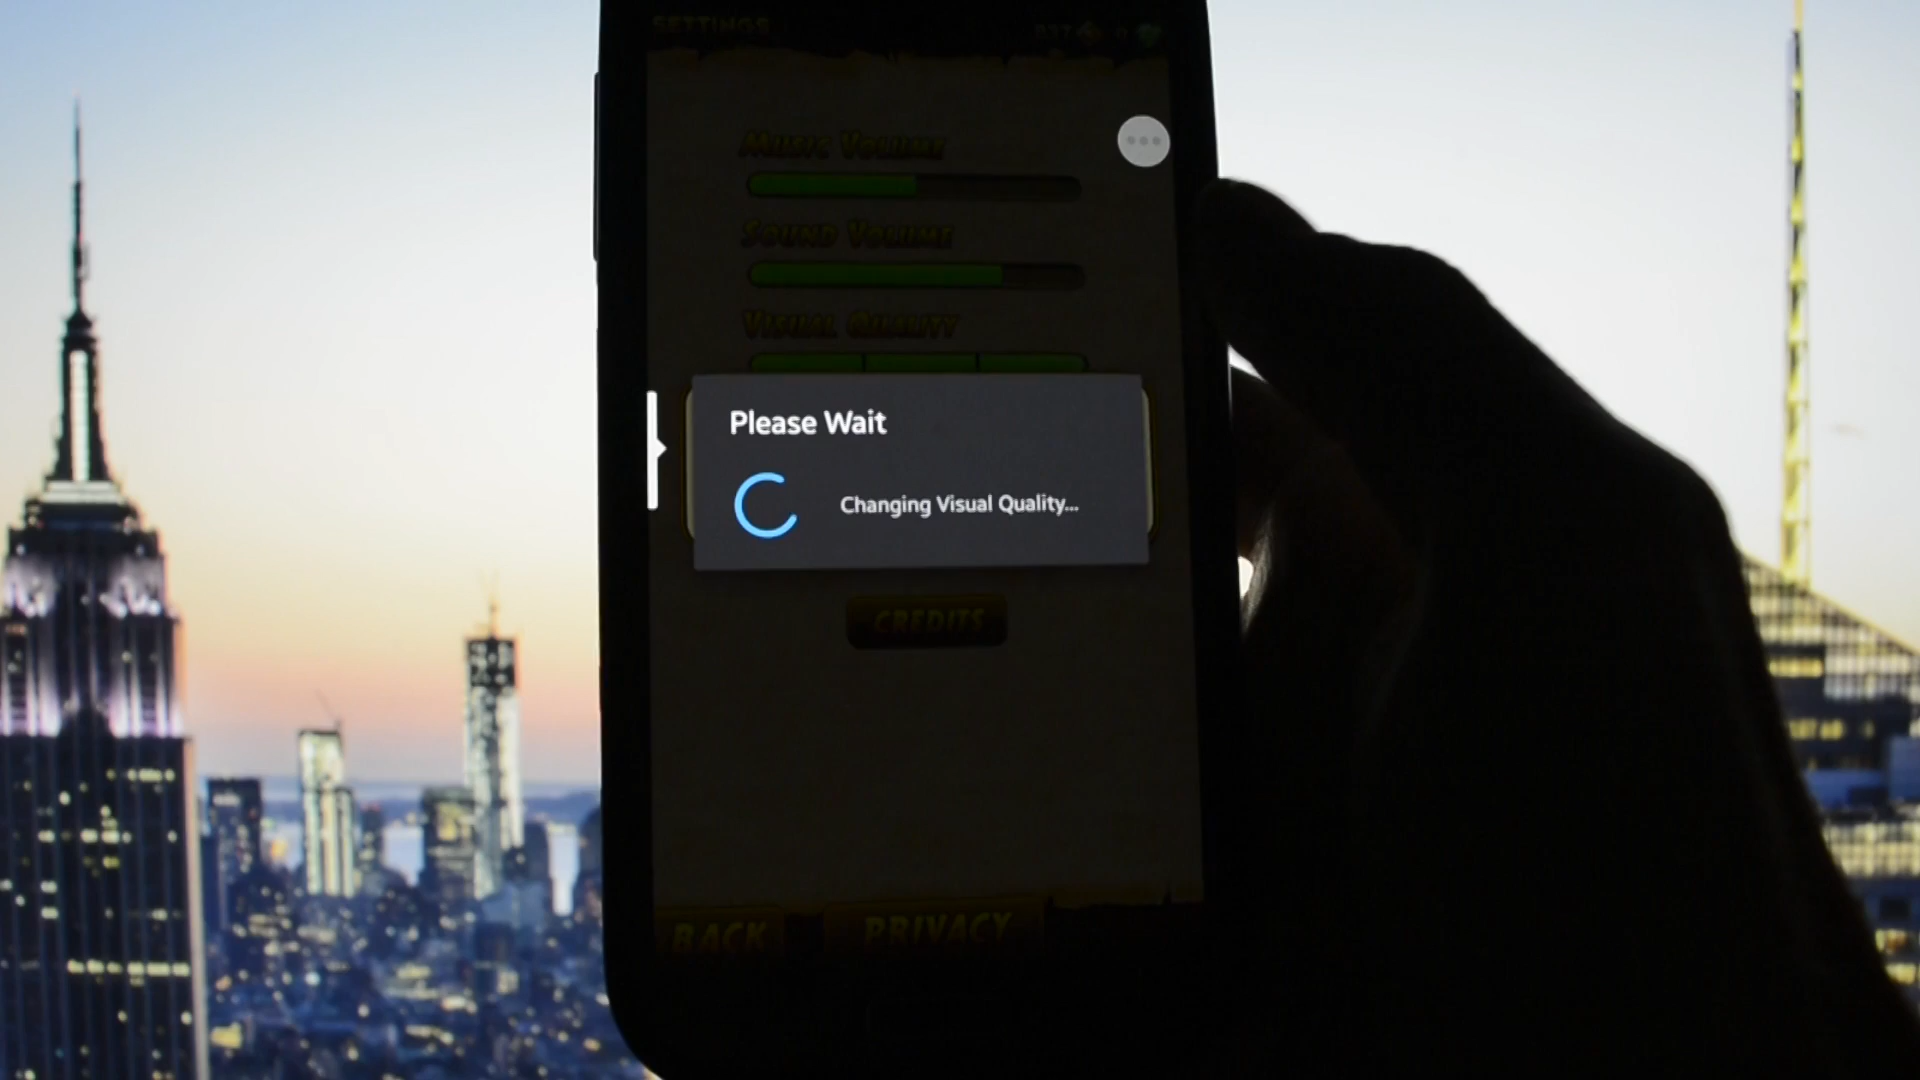 SETTINGS
Music Volume
Sound Volume
Visual Quality
Please Wait
Changing Visual Quality...
CREDITS
BACK
PRIVACY